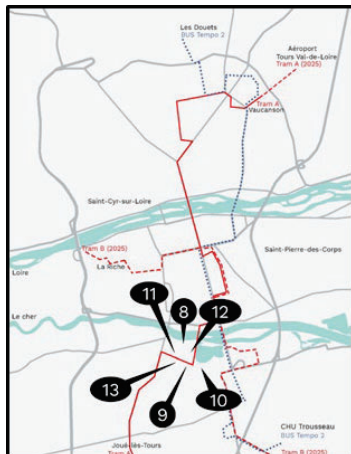 Les Douets
BUS Tempo 2
Aéroport
Tours Val-de-Loire
Tram A (2025)
Tram A
Vaucanson
Saint-Cyr-sur-Loire
Tram B (2025)
Saint-Pierre-des-Corps
Loire
La Riche
Le cher
11
8
12
13
9
10
CHU Trousseau
BUS Tempo 2
Joué-lès-Tours
Tram A
Tram B (2025)